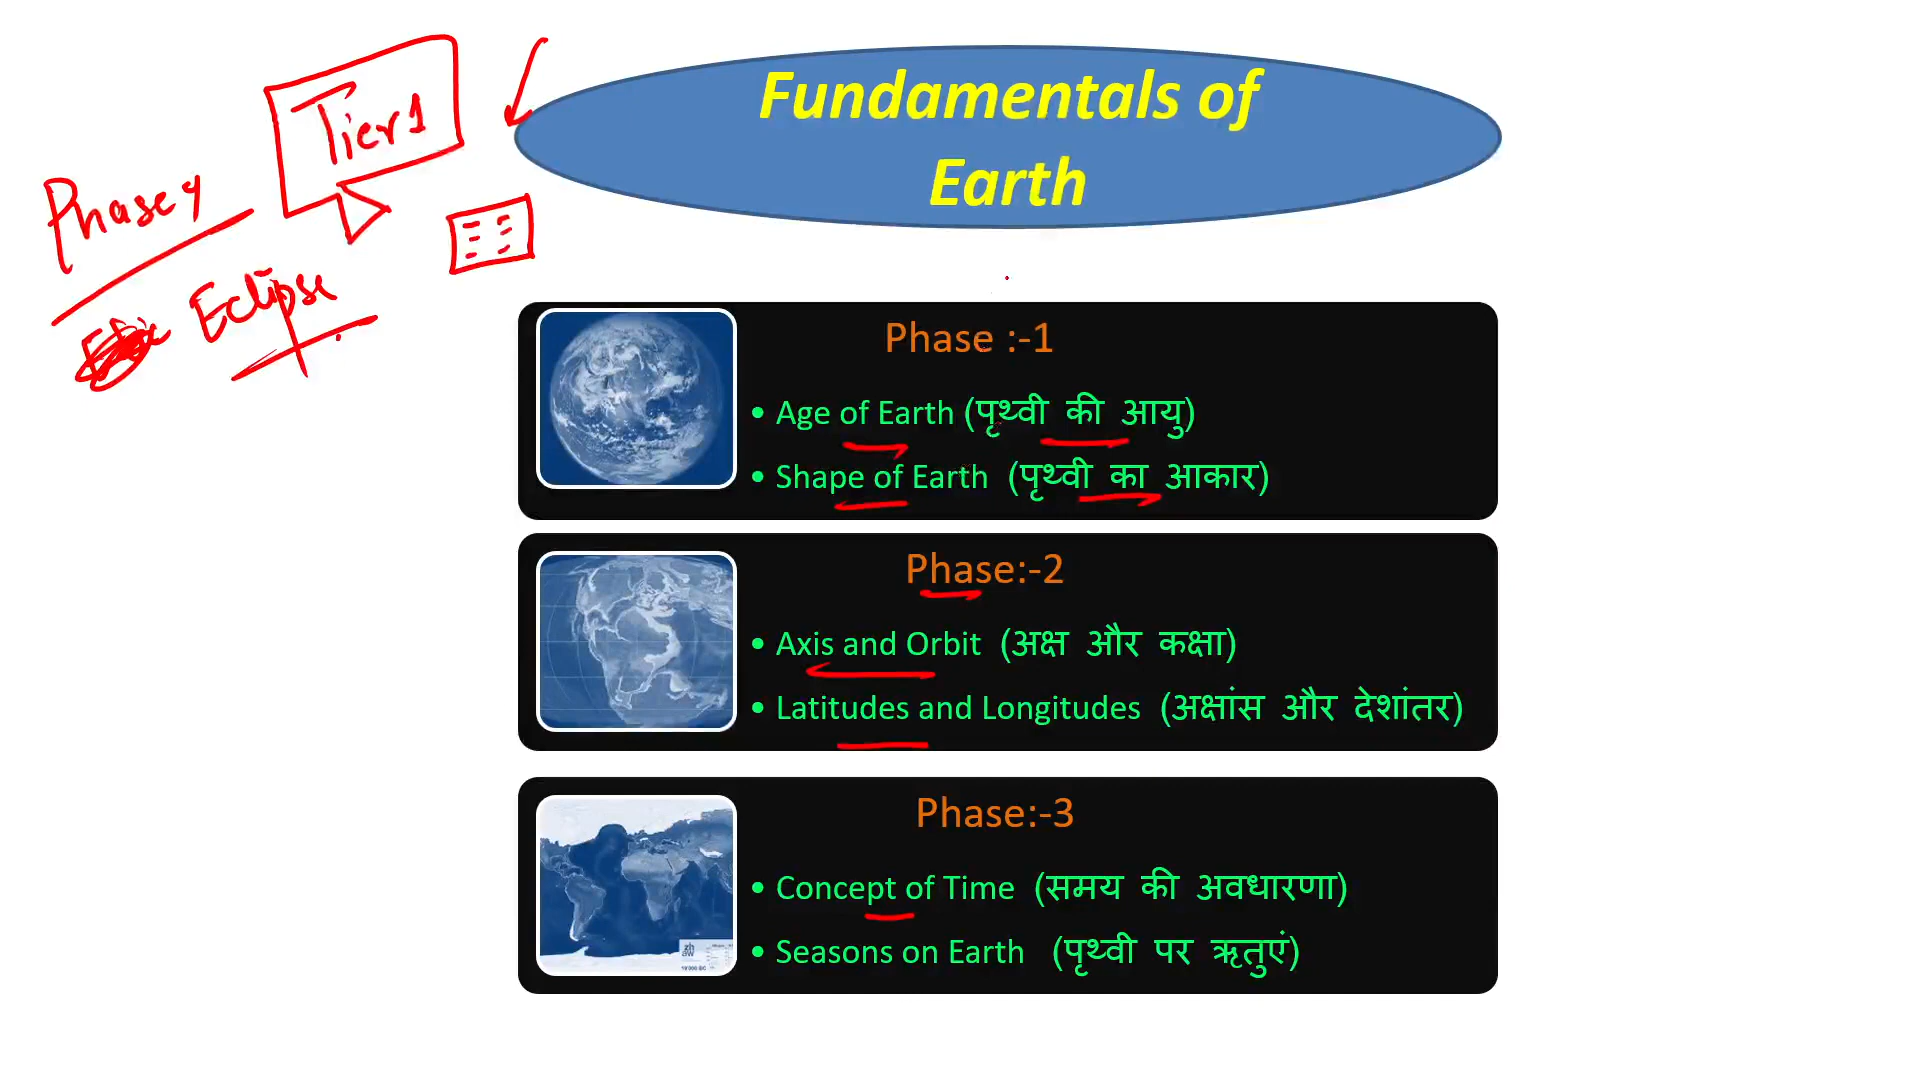 Fundamentals of
Earth
Tier 1
Phase 4
Eclipse
Phase :-1
• Age of Earth (पृथ्वी की आयु)
• Shape of Earth (पृथ्वी का आकार)
Phase:-2
• Axis and Orbit (अक्ष और कक्षा)
• Latitudes and Longitudes (अक्षांस और देशांतर)
Phase:-3
• Concept of Time (समय की अवधारणा)
• Seasons on Earth (पृथ्वी पर ऋतुएं)
zh
aw